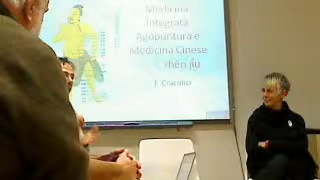 Medicina
Integrata
Agopuntura e
Medicina Cinese
zhēn jiǔ
F. Cracolici